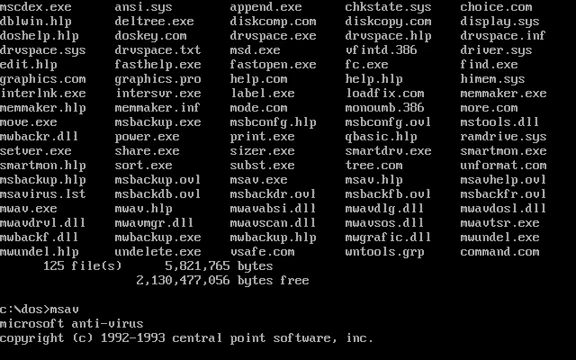 mscdex.exe ansi.sys append.exe chkstate.sys choice.com
dblwin.hlp deltree.exe diskcomp.com diskcopy.com display.sys
doshelp.hlp doskey.com drvspace.exe drvspace.hlp drvspace.inf
drvspace.sys drvspace.txt msd.exe vfintd.386 driver.sys
edit.hlp fasthelp.exe fastopen.exe fc.exe find.exe
graphics.com graphics.pro help.com help.hlp himem.sys
interlnk.exe intersvr.exe label.exe loadfix.com memmaker.exe
memmaker.hlp memmaker.inf mode.com monoumb.386 more.com
move.exe msbackup.exe msbconfg.hlp msbconfg.ovl mstools.dll
mwbackr.dll power.exe print.exe qbasic.hlp ramdrive.sys
setver.exe share.exe sizer.exe smartdrv.exe smartmon.exe
smartmon.hlp sort.exe subst.exe tree.com unformat.com
msbackup.hlp msbackup.ovl msav.exe msav.hlp msavhelp.ovl
msavirus.lst msbackdb.ovl msbackdr.ovl msbackfb.ovl msbackfr.ovl
mwav.exe mwav.hlp mwavabsi.dll mwavdlg.dll mwavdosl.dll
mwavdrvl.dll mwavmgr.dll mwavscan.dll mwavsos.dll mwavtsr.exe
mwbackf.dll mwbackup.exe mwbackup.hlp mwgrafic.dll mwundel.exe
mwundel.hlp undelete.exe vsafe.com wntools.grp command.com
125 file(s) 5,821,765 bytes
2,130,477,056 bytes free
c:\dos>msav
microsoft anti-virus
copyright (c) 1992-1993 central point software, inc.